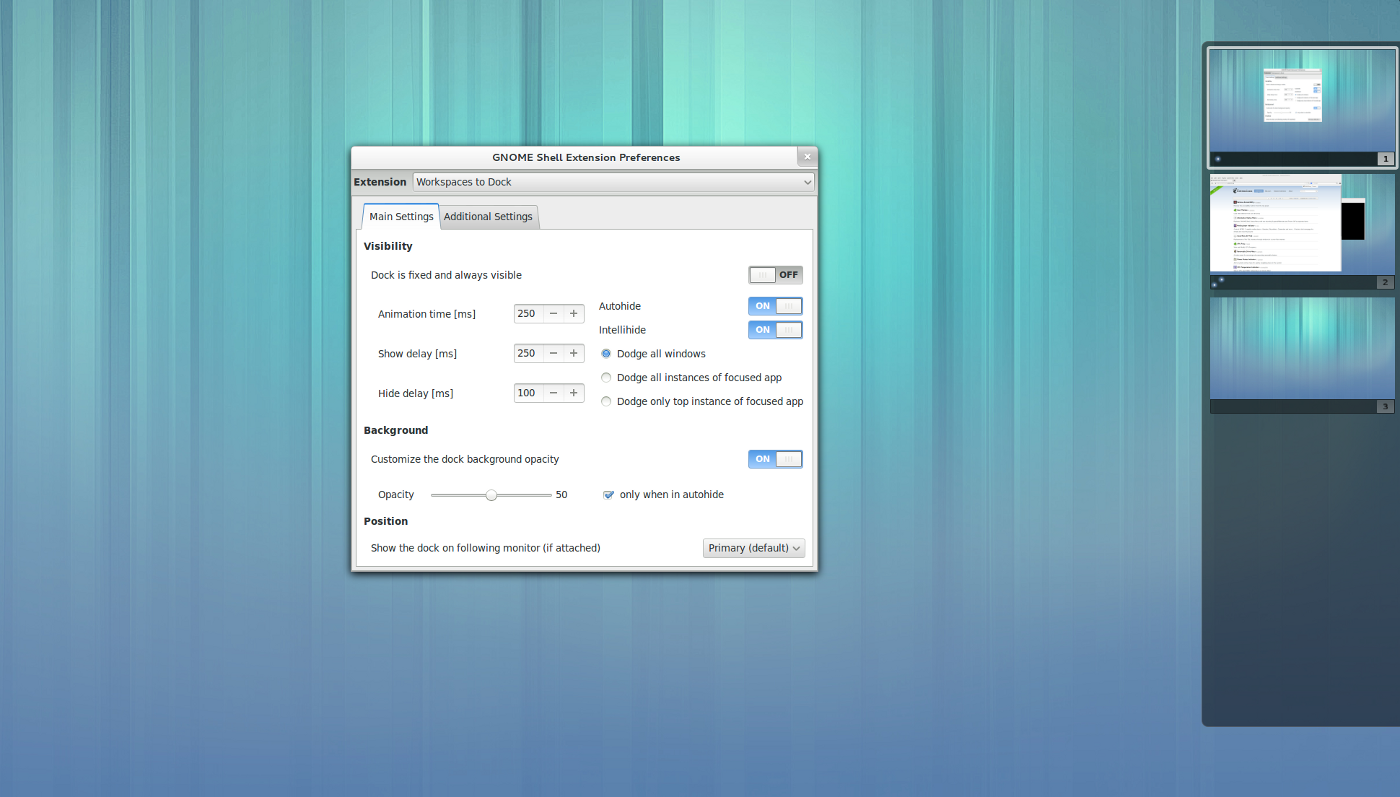 GNOME Shell Extension Preferences
Extension Workspaces to Dock
Main Settings Additional Settings
Visibility
Dock is fixed and always visible OFF
Animation time [ms] 250 Autohide ON
Intellihide ON
Show delay [ms] 250 Dodge all windows
Dodge all instances of focused app
Hide delay [ms] 100 Dodge only top instance of focused app
Background
Customize the dock background opacity ON
Opacity 50 only when in autohide
Position
Show the dock on following monitor (if attached) Primary (default)
1
2
3